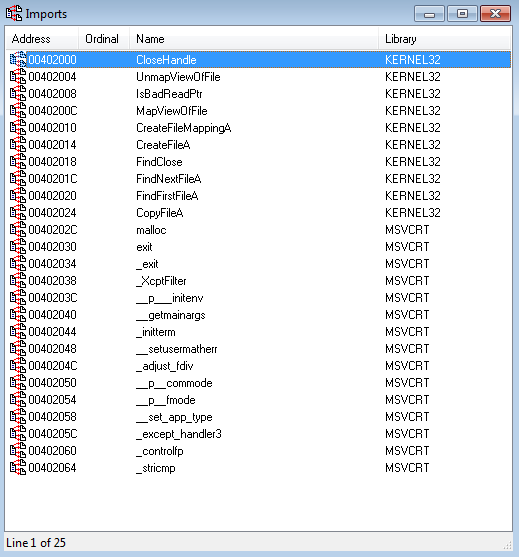 Imports
Address Ordinal Name Library
00402000 CloseHandle KERNEL32
00402004 UnmapViewOfFile KERNEL32
00402008 IsBadReadPtr KERNEL32
0040200C MapViewOfFile KERNEL32
00402010 CreateFileMappingA KERNEL32
00402014 CreateFileA KERNEL32
00402018 FindClose KERNEL32
0040201C FindNextFileA KERNEL32
00402020 FindFirstFileA KERNEL32
00402024 CopyFileA KERNEL32
0040202C malloc MSVCRT
00402030 exit MSVCRT
00402034 _exit MSVCRT
00402038 _XcptFilter MSVCRT
0040203C __p___initenv MSVCRT
00402040 __getmainargs MSVCRT
00402044 _initterm MSVCRT
00402048 __setusermatherr MSVCRT
0040204C _adjust_fdiv MSVCRT
00402050 __p__commode MSVCRT
00402054 __p__fmode MSVCRT
00402058 __set_app_type MSVCRT
0040205C _except_handler3 MSVCRT
00402060 _controlfp MSVCRT
00402064 _stricmp MSVCRT
Line 1 of 25